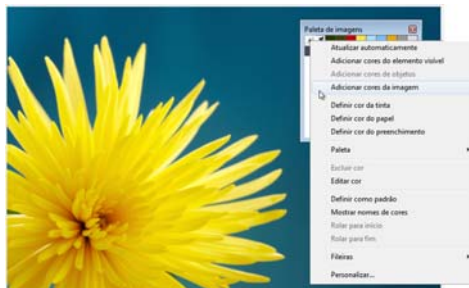 Paleta de imagens
Atualizar automaticamente
Adicionar cores do elemento visível
Adicionar cores de objetos
Adicionar cores da imagem
Definir cor da tinta
Definir cor do papel
Definir cor do preenchimento
Paleta
Excluir cor
Editar cor
Definir como padrão
Mostrar nomes de cores
Rolar para início
Rolar para fim
Fileiras
Personalizar...